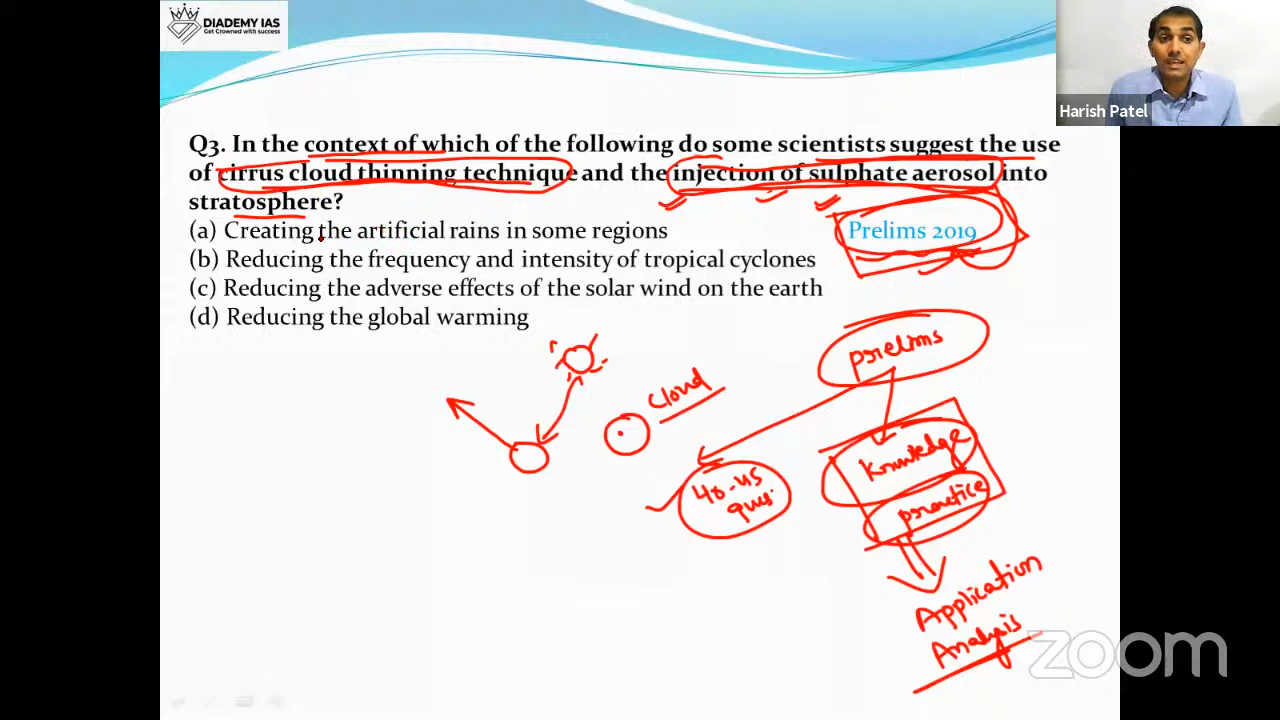 DIADEMY IAS
Get Crowned with success
Harish Patel
Q3. In the context of which of the following do some scientists suggest the use
of cirrus cloud thinning technique and the injection of sulphate aerosol into
stratosphere?
(a) Creating the artificial rains in some regions
Prelims 2019
(b) Reducing the frequency and intensity of tropical cyclones
(c) Reducing the adverse effects of the solar wind on the earth
(d) Reducing the global warming
prelims
cloud
knowledge
40-45
ques.
practice
Application
Analysis
zoom